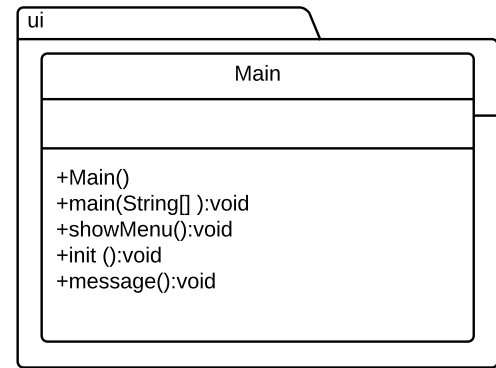 ui
Main
+Main()
+main(String[] ):void
+showMenu():void
+init ():void
+message():void